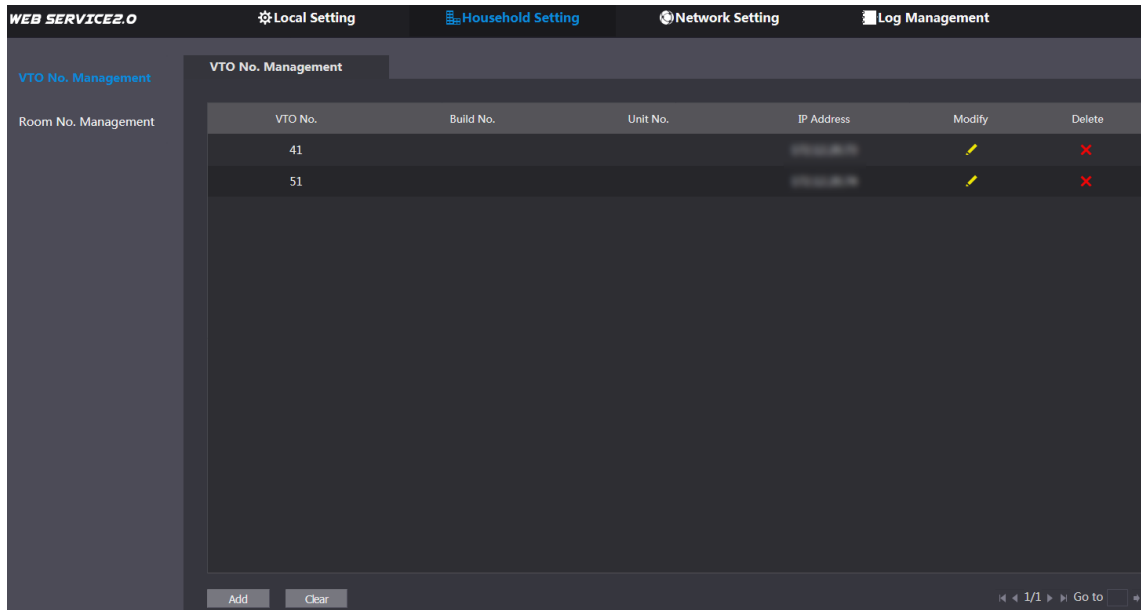 WEB SERVICE2.0 Local Setting Household Setting Network Setting Log Management
VTO No. Management
Room No. Management
VTO No. Management
VTO No. Build No. Unit No. IP Address Modify Delete
41
51
Add Clear 1/1 Go to